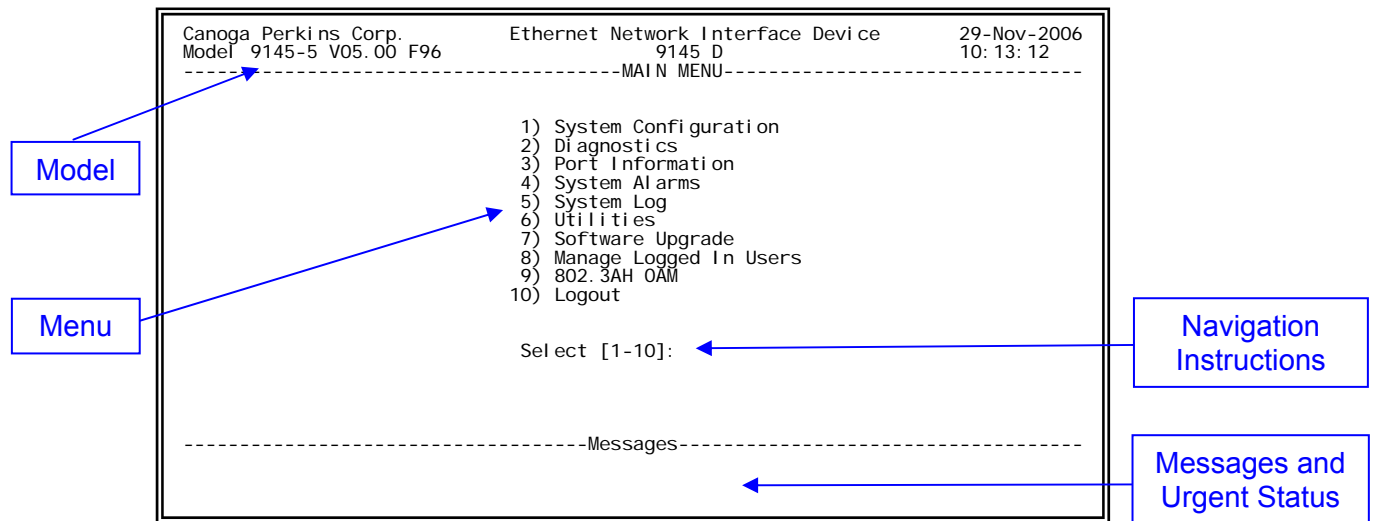 Canoga Perkins Corp. Ethernet Network Interface Device 29-Nov-2006
Model 9145-5 V05.00 F96 9145 D 10:13:12
---------------------------------------MAIN MENU--------------------------------
1) System Configuration
2) Diagnostics
3) Port Information
4) System Alarms
5) System Log
6) Utilities
7) Software Upgrade
8) Manage Logged In Users
9) 802.3AH OAM
10) Logout
Select [1-10]:
------------------------------------Messages------------------------------------
Model
Menu
Navigation
Instructions
Messages and
Urgent Status